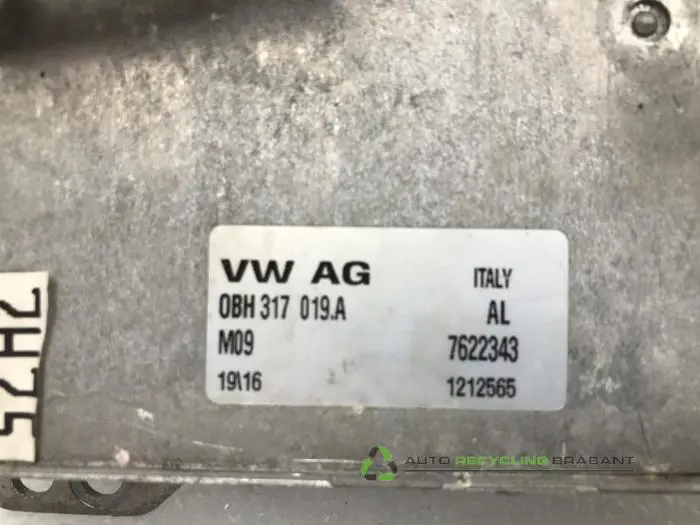 VW AG ITALY
0BH 317 019.A AL
M09 7622343
19\16 1212565
AUTO RECYCLING BRABANT